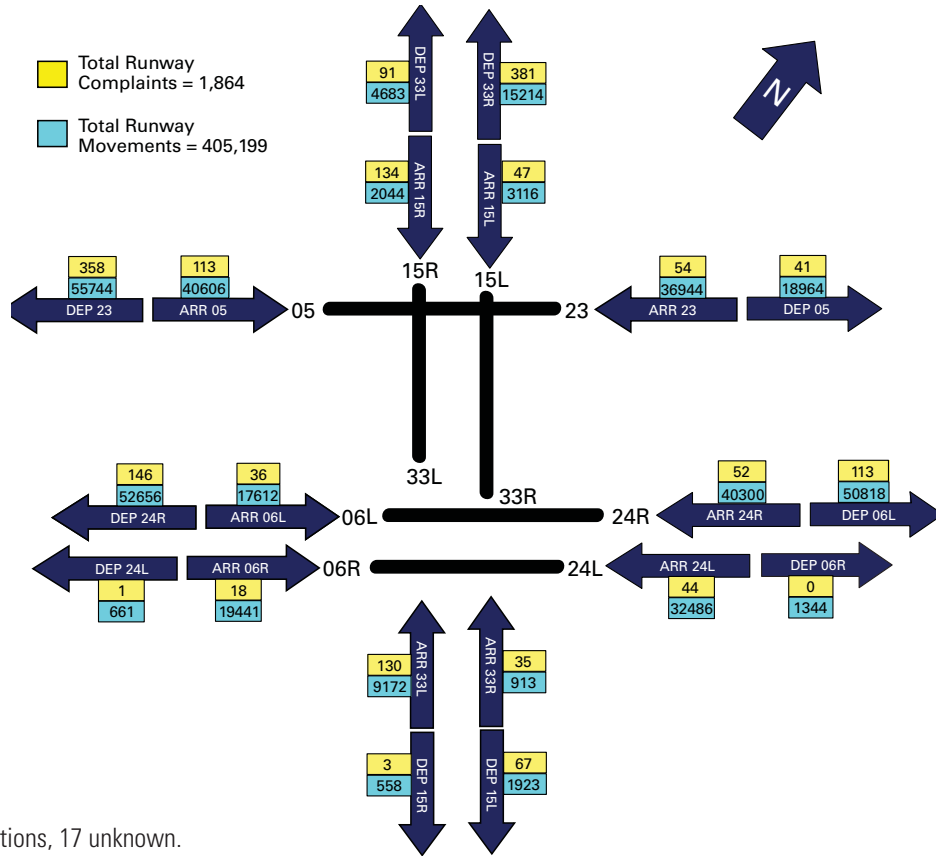 Total Runway
Complaints = 1,864
Total Runway
Movements = 405,199
N
91
4683
DEP 33L
381
15214
DEP 33R
134
2044
ARR 15R
47
3116
ARR 15L
15R
15L
358
55744
DEP 23
113
40606
ARR 05
05
23
54
36944
ARR 23
41
18964
DEP 05
33L
33R
146
52656
DEP 24R
36
17612
ARR 06L
06L
24R
52
40300
ARR 24R
113
50818
DEP 06L
DEP 24L
1
661
ARR 06R
18
19441
06R
24L
ARR 24L
44
32486
DEP 06R
0
1344
130
9172
ARR 33L
35
913
ARR 33R
3
558
DEP 15R
67
1923
DEP 15L
tions, 17 unknown.